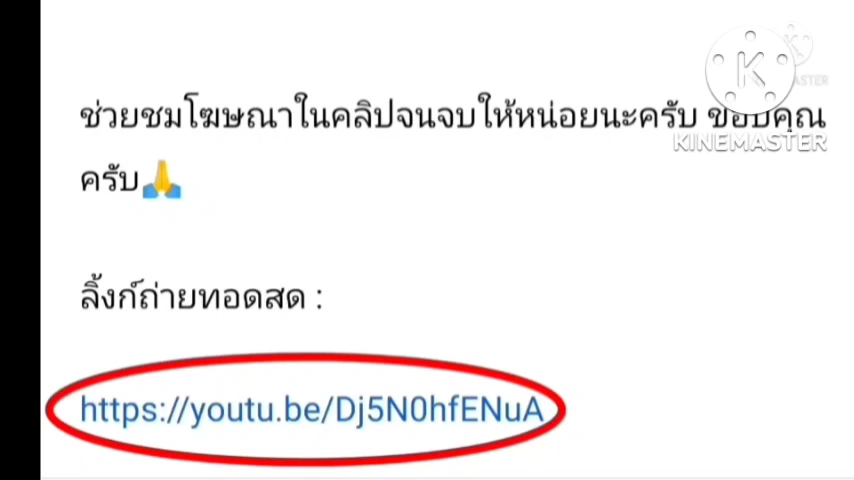 ช่วยชมโฆษณาในคลิปจนจบให้หน่อยนะครับ ขอบคุณ
ครับ🙏
ลิ้งก์ถ่ายทอดสด :
https://youtu.be/Dj5N0hfENuA
KINEMASTER